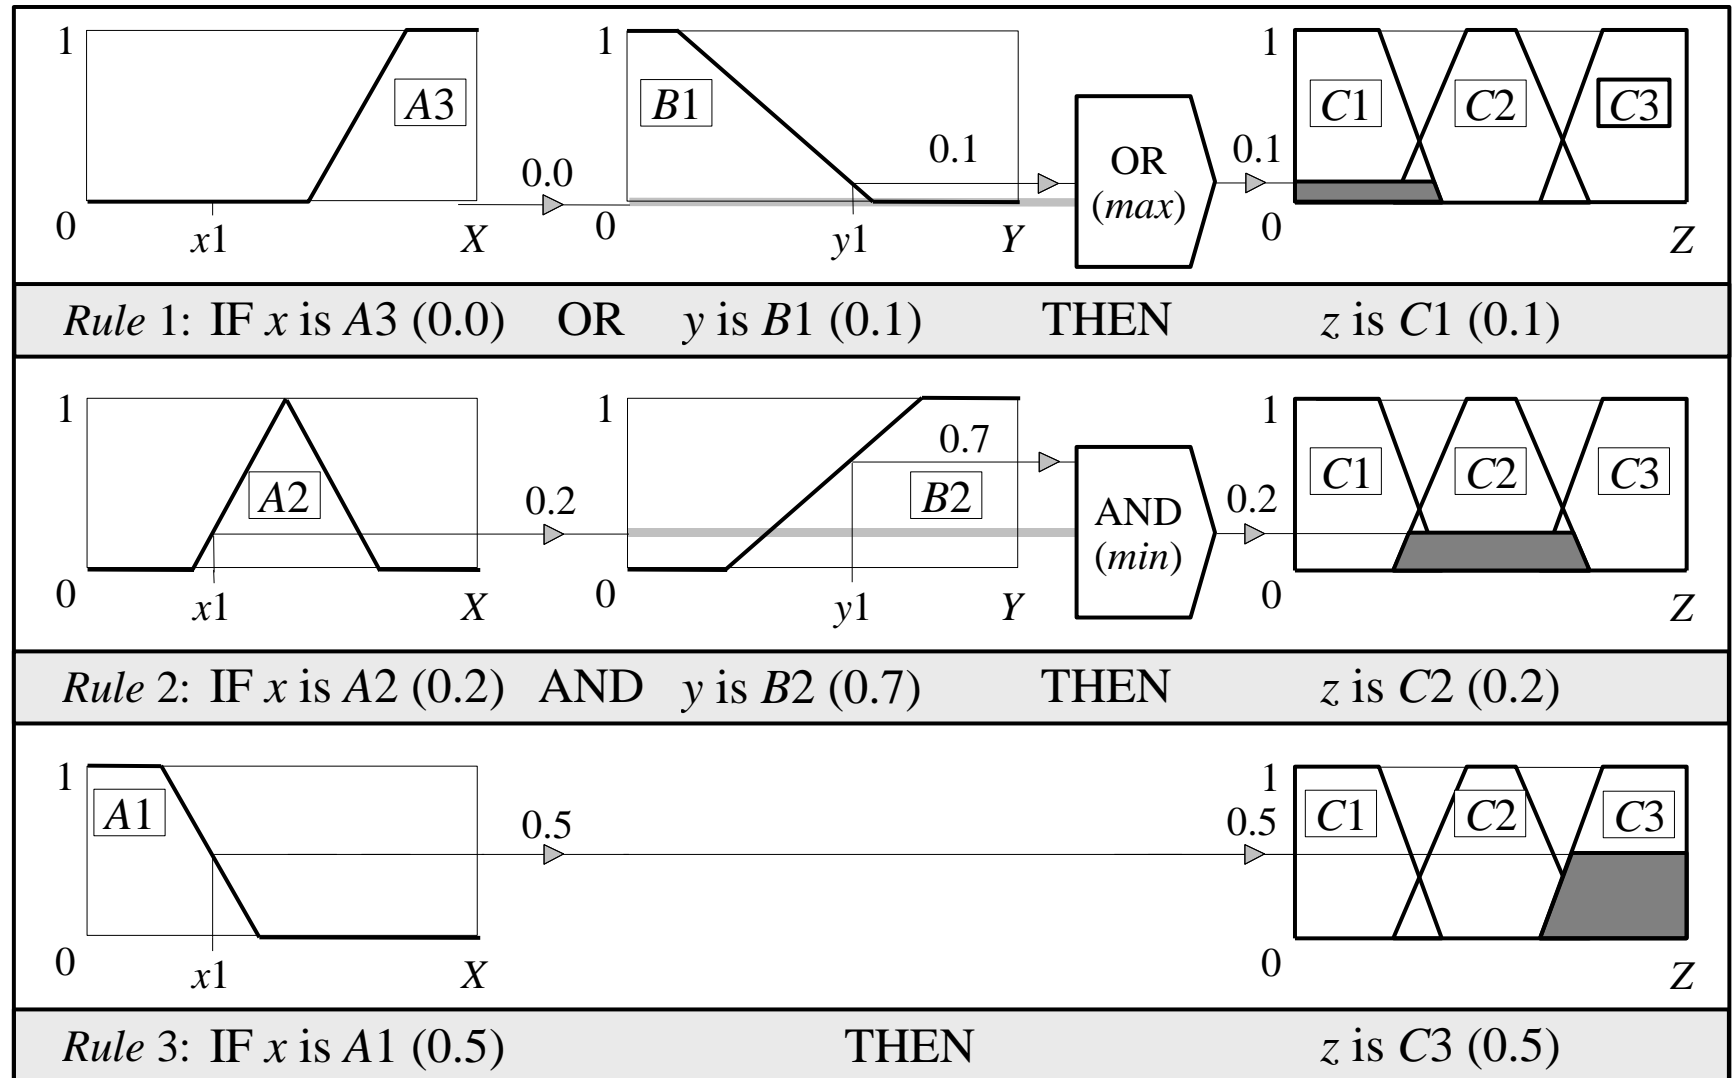 1 A3 0.0 1 B1 0.1 OR (max) 0.1 1 C1 C2 C3
0 x1 X 0 y1 Y 0 Z
Rule 1: IF x is A3 (0.0) OR y is B1 (0.1) THEN z is C1 (0.1)
1 A2 0.2 1 0.7 B2 AND (min) 0.2 1 C1 C2 C3
0 x1 X 0 y1 Y 0 Z
Rule 2: IF x is A2 (0.2) AND y is B2 (0.7) THEN z is C2 (0.2)
1 A1 0.5 0.5 1 C1 C2 C3
0 x1 X 0 Z
Rule 3: IF x is A1 (0.5) THEN z is C3 (0.5)